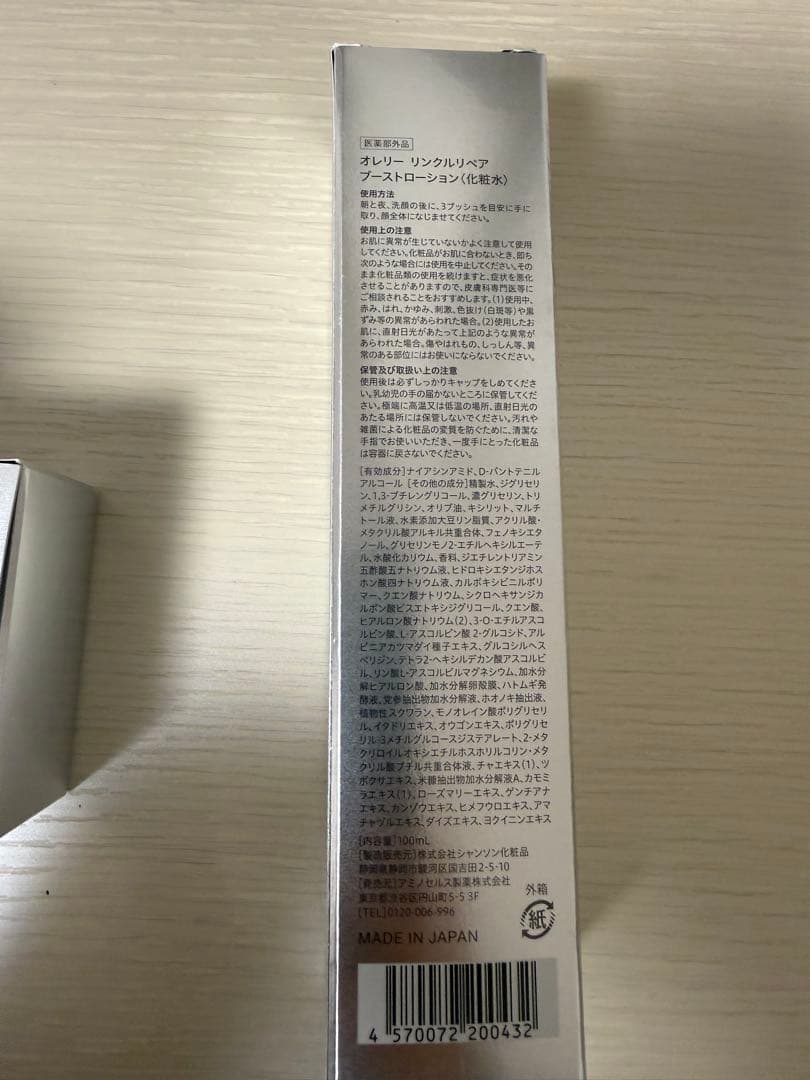 医薬部外品
オレリー リンクルリペア
ブーストローション〈化粧水〉
使用方法
朝と夜、洗顔の後に、3プッシュを目安に手に
取り、顔全体になじませてください。
使用上の注意
お肌に異常が生じていないかよく注意して使用
してください。化粧品がお肌に合わないとき、即ち
次のような場合には使用を中止してください。その
まま化粧品類の使用を続けますと、症状を悪化
させることがありますので、皮膚科専門医等に
ご相談されることをおすすめします。(1)使用中、
赤み、はれ、かゆみ、刺激、色抜け(白斑等)や黒
ずみ等の異常があらわれた場合。(2)使用したお
肌に、直射日光があたって上記のような異常が
あらわれた場合。傷やはれもの、しっしん等、異
常のある部位にはお使いにならないでください。
保管及び取扱い上の注意
使用後は必ずしっかりキャップをしめてくださ
い。乳幼児の手の届かないところに保管してくだ
さい。極端に高温又は低温の場所、直射日光の
あたる場所には保管しないでください。汚れや
雑菌による化粧品の変質を防ぐために、清潔な
手指でお使いいただき、一度手にとった化粧品
は容器に戻さないでください。
[有効成分]ナイアシンアミド、D-パントテニル
アルコール [その他の成分]精製水、ジグリセリ
ン、1,3-ブチレングリコール、濃グリセリン、トリ
メチルグリシン、オリブ油、キシリット、マルチ
トール液、水素添加大豆リン脂質、アクリル酸・
メタクリル酸アルキル共重合体、フェノキシエタ
ノール、グリセリンモノ2-エチルヘキシルエーテ
ル、水酸化カリウム、香料、ジエチレントリアミン
五酢酸五ナトリウム液、ヒドロキシエタンジホス
ホン酸四ナトリウム液、カルボキシビニルポリ
マー、クエン酸ナトリウム、シクロヘキサンジカ
ルボン酸ビスエトキシジグリコール、クエン酸、
ヒアルロン酸ナトリウム(2)、3-O-エチルアスコ
ルビン酸、L-アスコルビン酸 2-グルコシド、アル
ピニアカツマダイ種子エキス、グルコシルヘス
ペリジン、テトラ2-ヘキシルデカン酸アスコルビ
ル、リン酸L-アスコルビルマグネシウム、加水分
解ヒアルロン酸、加水分解卵殻膜、ハトムギ発
酵液、党参抽出物加水分解液、ホオノキ抽出液、
植物性スクワラン、モノオレイン酸ポリグリセリ
ル、イタドリエキス、オウゴンエキス、ポリグリセ
リル-3メチルグルコースジステアレート、2-メタ
クリロイルオキシエチルホスホリルコリン・メタ
クリル酸ブチル共重合体液、チャエキス(1)、ツ
ボクサエキス、米糠抽出物加水分解液A、カモミ
ラエキス(1)、ローズマリーエキス、ゲンチアナ
エキス、カンゾウエキス、ヒメフウロエキス、アマ
チャヅルエキス、ダイズエキス、ヨクイニンエキス
[内容量]100mL
[製造販売元]株式会社シャンソン化粧品
静岡県静岡市駿河区国吉田2-5-10
[発売元]アミノセルス製薬株式会社
東京都渋谷区円山町5-5 3F
[TEL]0120-006-996
外箱
紙
MADE IN JAPAN
4 570072 200432